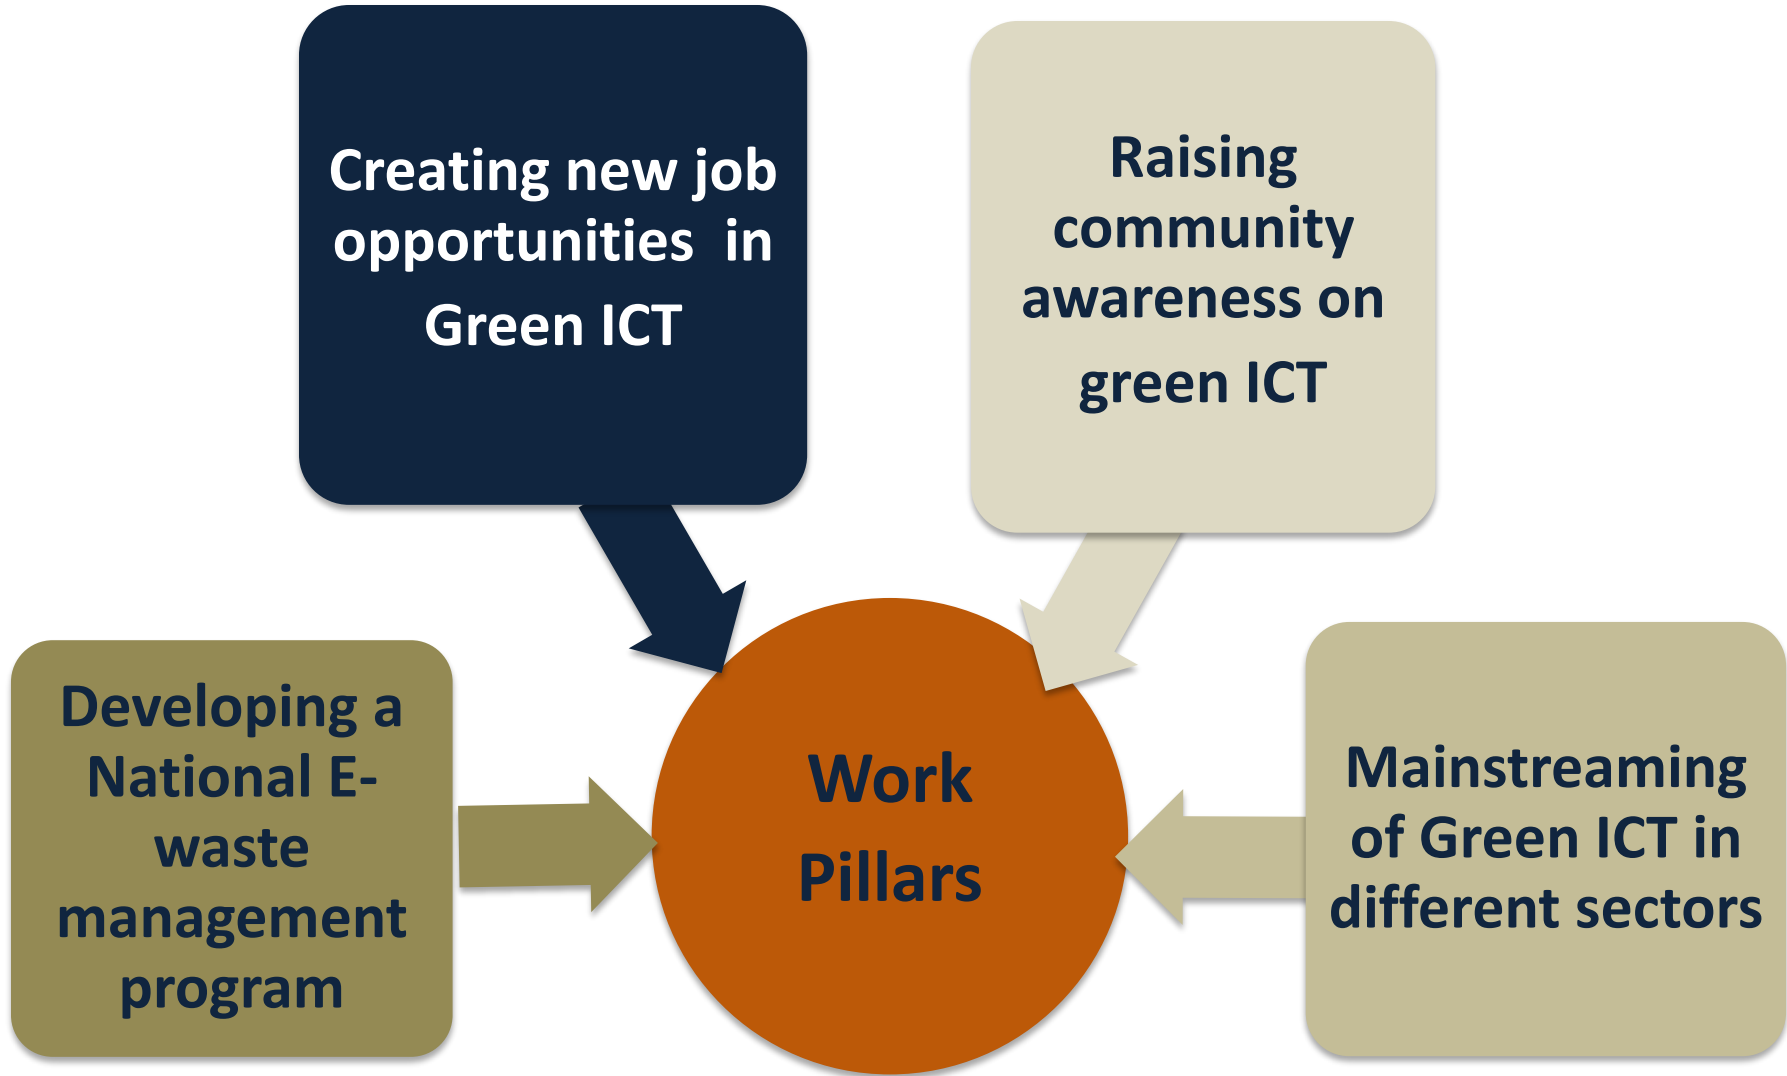 Creating new job
opportunities  in
Green ICT
Raising
community
awareness on
green ICT
Developing a
National E-
waste
management
program
Work
Pillars
Mainstreaming
of Green ICT in
different sectors